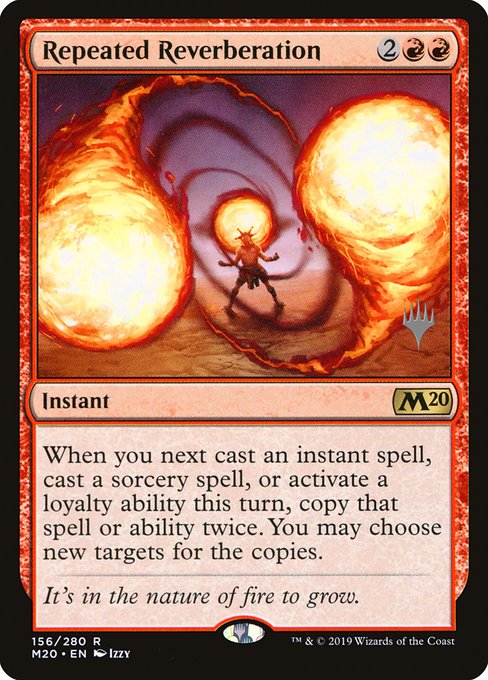 Repeated Reverberation 2
Instant M20
When you next cast an instant spell,
cast a sorcery spell, or activate a
loyalty ability this turn, copy that
spell or ability twice. You may choose
new targets for the copies.
It's in the nature of fire to grow.
156/280 R
M20 • EN Izzy
™ & © 2019 Wizards of the Coast